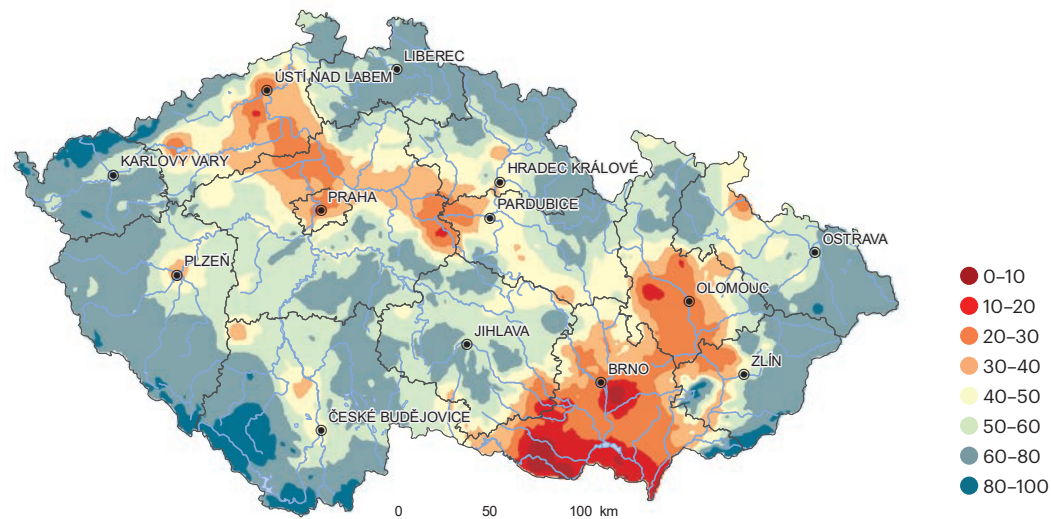 LIBEREC
ÚSTÍ NAD LABEM
KARLOVY VARY
HRADEC KRÁLOVÉ
PRAHA
PARDUBICE
OSTRAVA
PLZEŇ
OLOMOUC
JIHLAVA
ZLÍN
BRNO
ČESKÉ BUDĚJOVICE
0 50 100 km
0–10
10–20
20–30
30–40
40–50
50–60
60–80
80–100